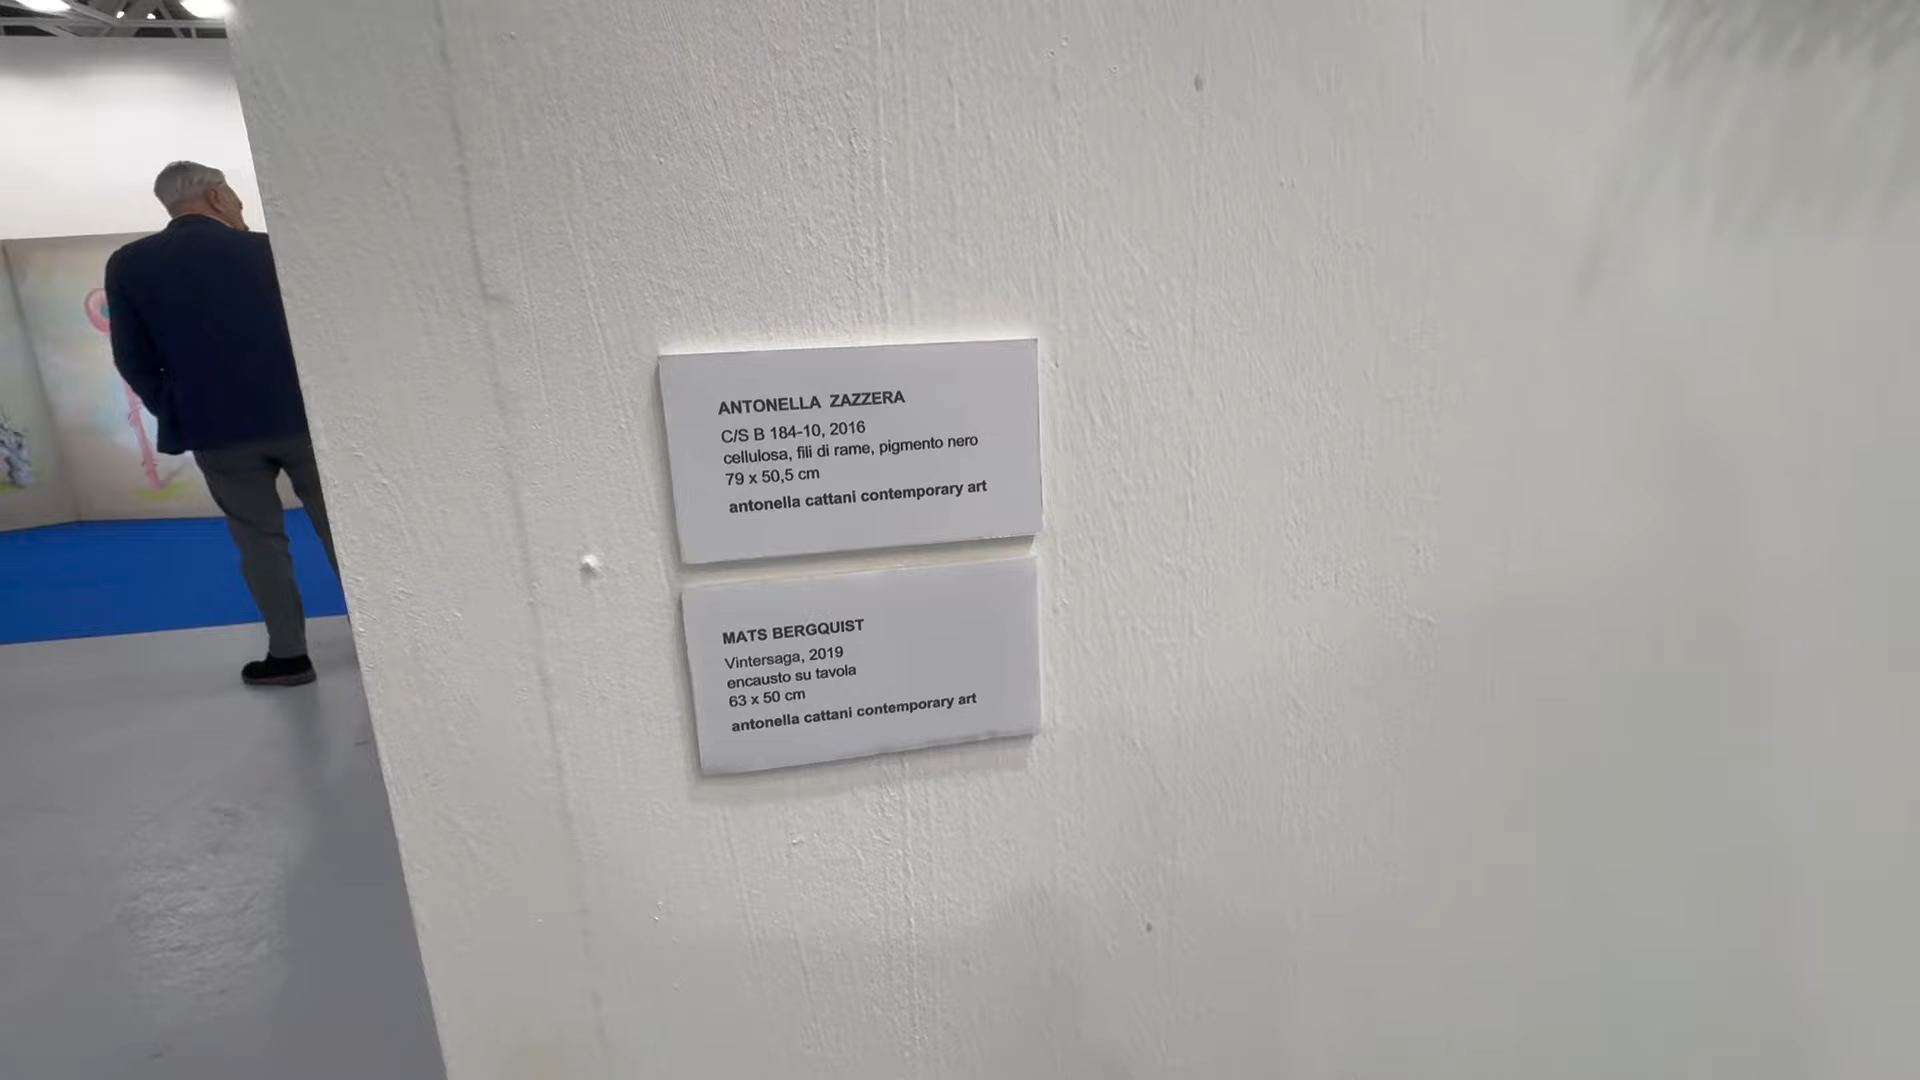 ANTONELLA ZAZZERA
C/S B 184-10, 2016
cellulosa, fili di rame, pigmento nero
79 x 50,5 cm
antonella cattani contemporary art
MATS BERGQUIST
Vintersaga, 2019
encausto su tavola
63 x 50 cm
antonella cattani contemporary art